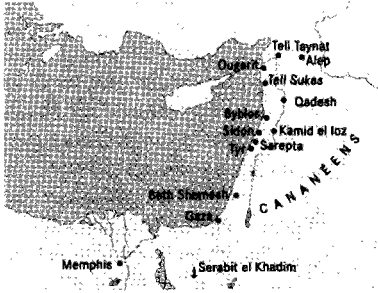 Tell Taynat
Alep
Ougarit
Tell Sukas
Qadesh
Byblos
Sidon
Kamid el loz
Tyr
Sarepta
CANANÉENS
Beth Shemesh
Gaza
Memphis
Serabit el Khadim